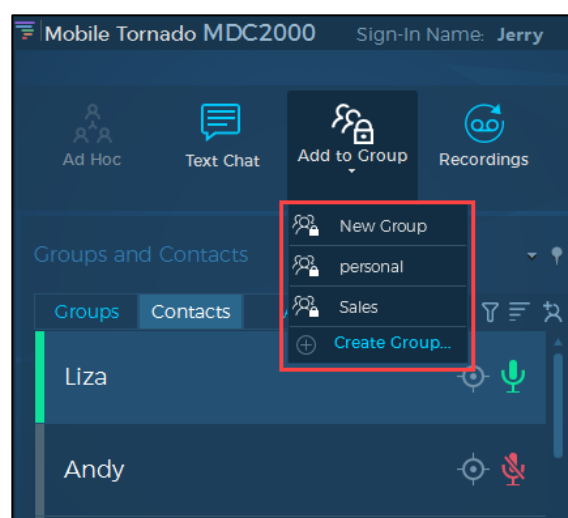 Mobile Tornado MDC2000 Sign-In Name: Jerry
Ad Hoc Text Chat Add to Group Recordings
New Group
Groups and Contacts
personal
Groups Contacts
Sales
Create Group...
Liza
Andy